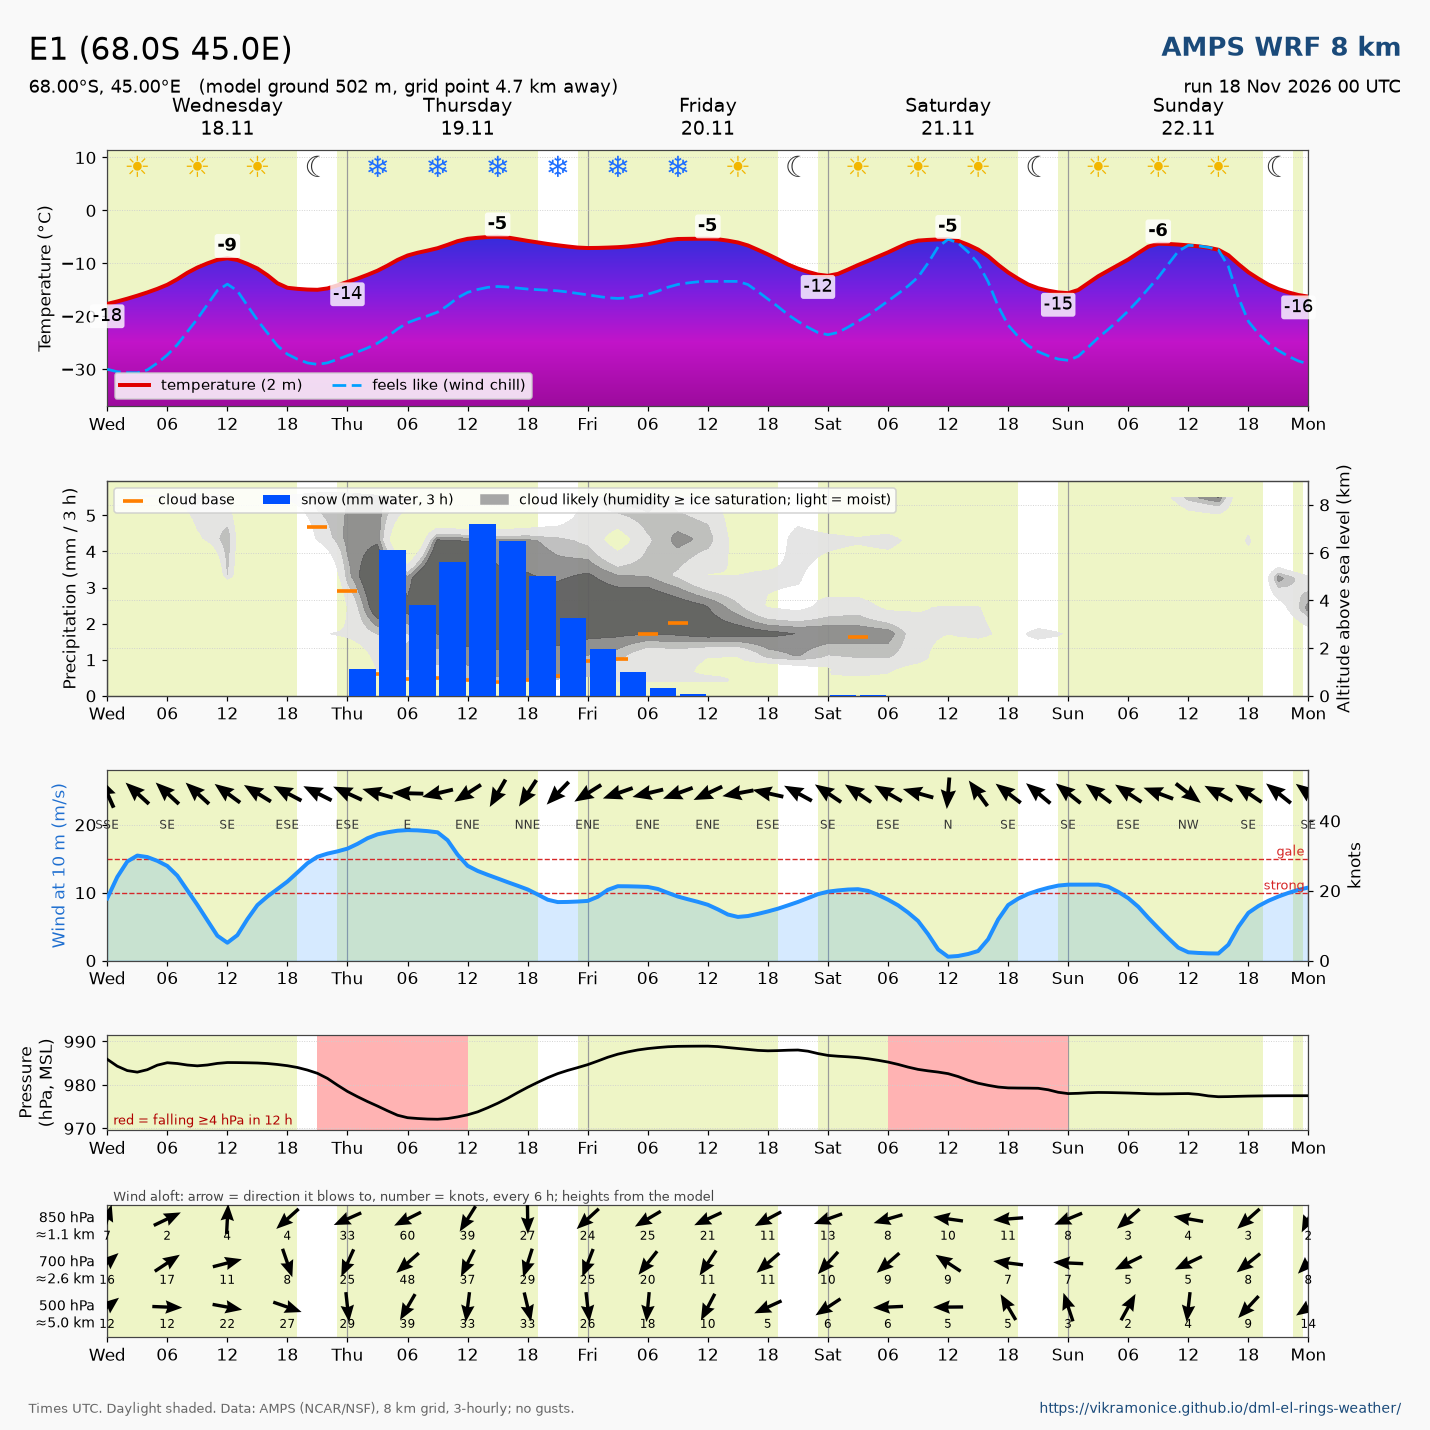 E1 (68.0S 45.0E)
AMPS WRF 8 km
68.00°S, 45.00°E (model ground 502 m, grid point 4.7 km away)
run 18 Nov 2026 00 UTC
Wednesday Thursday Friday Saturday Sunday
18.11 19.11 20.11 21.11 22.11
Temperature (°C)
10
0
−10
−20
−30
-18 -9 -14 -5 -5 -12 -5 -15 -6 -16
temperature (2 m) feels like (wind chill)
Wed 06 12 18 Thu 06 12 18 Fri 06 12 18 Sat 06 12 18 Sun 06 12 18 Mon
Precipitation (mm / 3 h)
5
4
3
2
1
0
cloud base snow (mm water, 3 h) cloud likely (humidity ≥ ice saturation; light = moist)
8
6
4
2
0
Altitude above sea level (km)
Wed 06 12 18 Thu 06 12 18 Fri 06 12 18 Sat 06 12 18 Sun 06 12 18 Mon
Wind at 10 m (m/s)
20
10
0
SSE SE SE ESE ESE E ENE NNE ENE ENE ENE ESE SE ESE N SE SE ESE NW SE SE
gale
strong
40
20
0
knots
Wed 06 12 18 Thu 06 12 18 Fri 06 12 18 Sat 06 12 18 Sun 06 12 18 Mon
Pressure
(hPa, MSL)
990
980
970
red = falling ≥4 hPa in 12 h
Wed 06 12 18 Thu 06 12 18 Fri 06 12 18 Sat 06 12 18 Sun 06 12 18 Mon
Wind aloft: arrow = direction it blows to, number = knots, every 6 h; heights from the model
850 hPa
≈1.1 km 7 2 4 4 33 60 39 27 24 25 21 11 13 8 10 11 8 3 4 3 2
700 hPa
≈2.6 km 16 17 11 8 25 48 37 29 25 20 11 11 10 9 9 7 7 5 5 8 8
500 hPa
≈5.0 km 12 12 22 27 29 39 33 33 26 18 10 5 6 6 5 5 3 2 4 9 14
Wed 06 12 18 Thu 06 12 18 Fri 06 12 18 Sat 06 12 18 Sun 06 12 18 Mon
Times UTC. Daylight shaded. Data: AMPS (NCAR/NSF), 8 km grid, 3-hourly; no gusts.
https://vikramonice.github.io/dml-el-rings-weather/